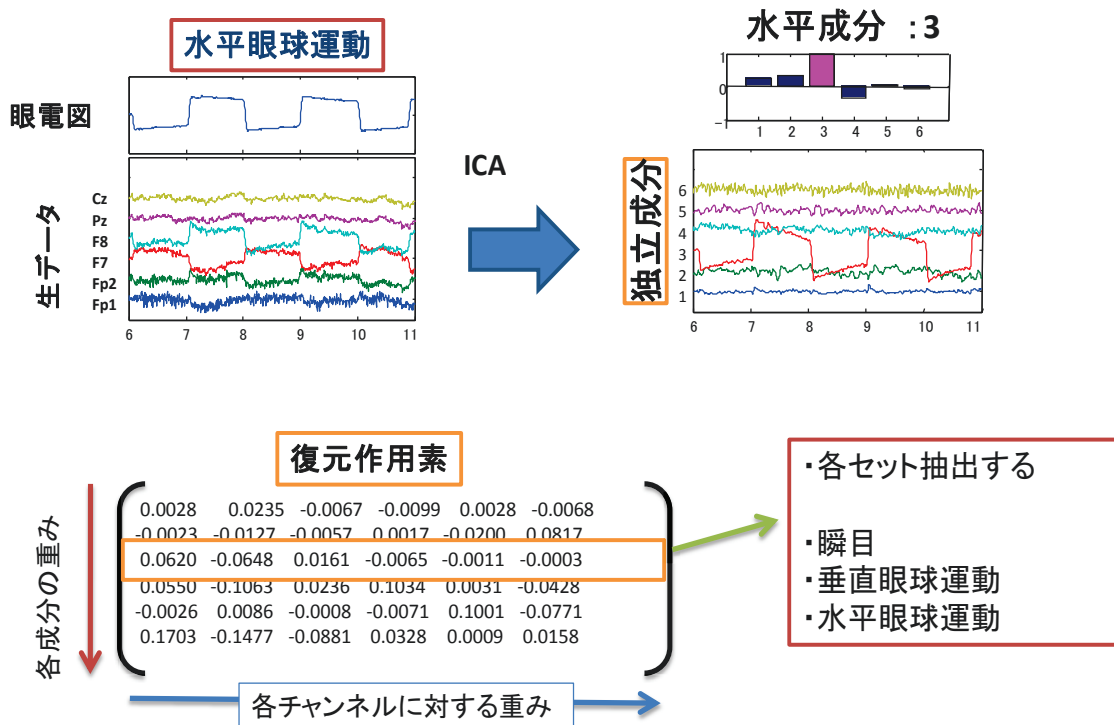 水平眼球運動
眼電図
生データ
Cz
Pz
F8
F7
Fp2
Fp1
6 7 8 9 10 11
ICA
水平成分 :3
1
0
-1
1 2 3 4 5 6
独立成分
6
5
4
3
2
1
6 7 8 9 10 11
復元作用素
各成分の重み
0.0028 0.0235 -0.0067 -0.0099 0.0028 -0.0068
-0.0023 -0.0127 -0.0057 0.0017 -0.0200 0.0817
0.0620 -0.0648 0.0161 -0.0065 -0.0011 -0.0003
0.0550 -0.1063 0.0236 0.1034 0.0031 -0.0428
-0.0026 0.0086 -0.0008 -0.0071 0.1001 -0.0771
0.1703 -0.1477 -0.0881 0.0328 0.0009 0.0158
各チャンネルに対する重み
・各セット抽出する
・瞬目
・垂直眼球運動
・水平眼球運動